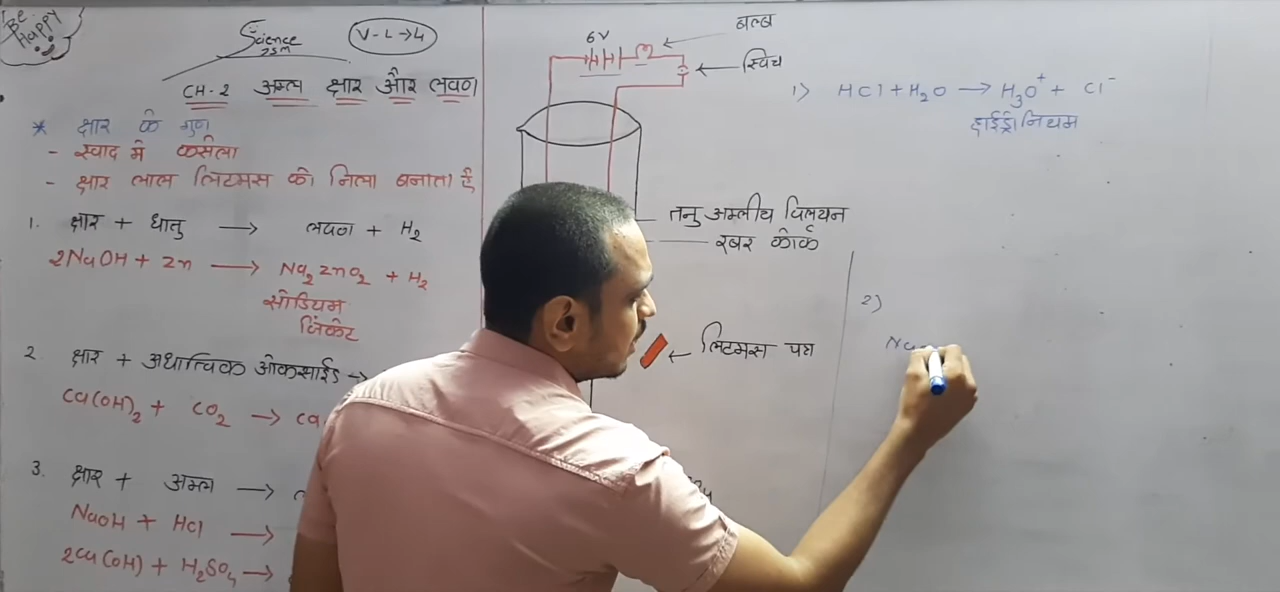 Be
Happy
Science
V-L→4
CH-2 अम्ल क्षार और लवण
* क्षार के गुण
- स्वाद में कसेला
- क्षार लाल लिटमस को निला बनाता है
1. क्षार + धातु ⟶ लवण + H₂
2NaOH + Zn ⟶ Na₂ZnO₂ + H₂
सोडियम
जिंकेट
2. क्षार + अधात्विक ओकसाईड →
Ca(OH)₂ + CO₂ → Ca
3. क्षार + अम्ल →
NaOH + HCl ⟶
2Ca(OH) + H₂SO₄ →
6V
बल्ब
स्विच
तनु अम्लीय विलयन
रबर कोर्क
लिटमस पत्र
1) HCl + H₂O ⟶ H₃O⁺ + Cl⁻
हाईड्रोनियम
2)
Na